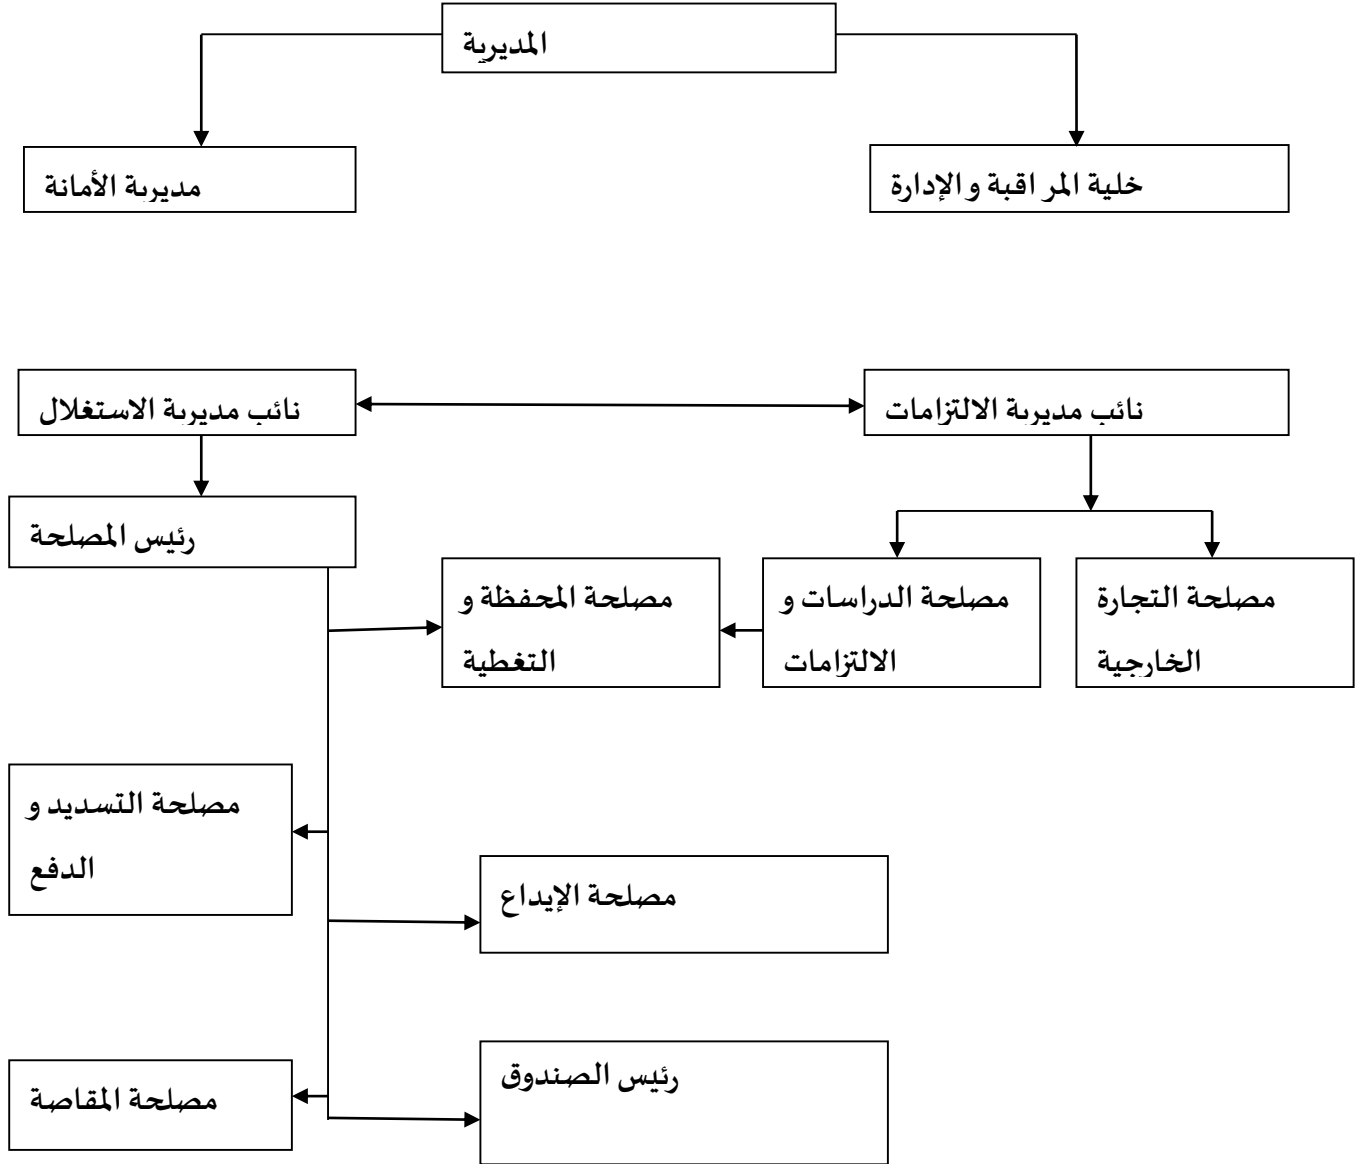 المديرية
خلية المراقبة والإدارة
مديرية الأمانة
نائب مديرية الالتزامات
نائب مديرية الاستغلال
رئيس المصلحة
مصلحة التجارة
الخارجية
مصلحة الدراسات و
الالتزامات
مصلحة المحفظة و
التغطية
مصلحة التسديد و
الدفع
مصلحة الإيداع
رئيس الصندوق
مصلحة المقاصة